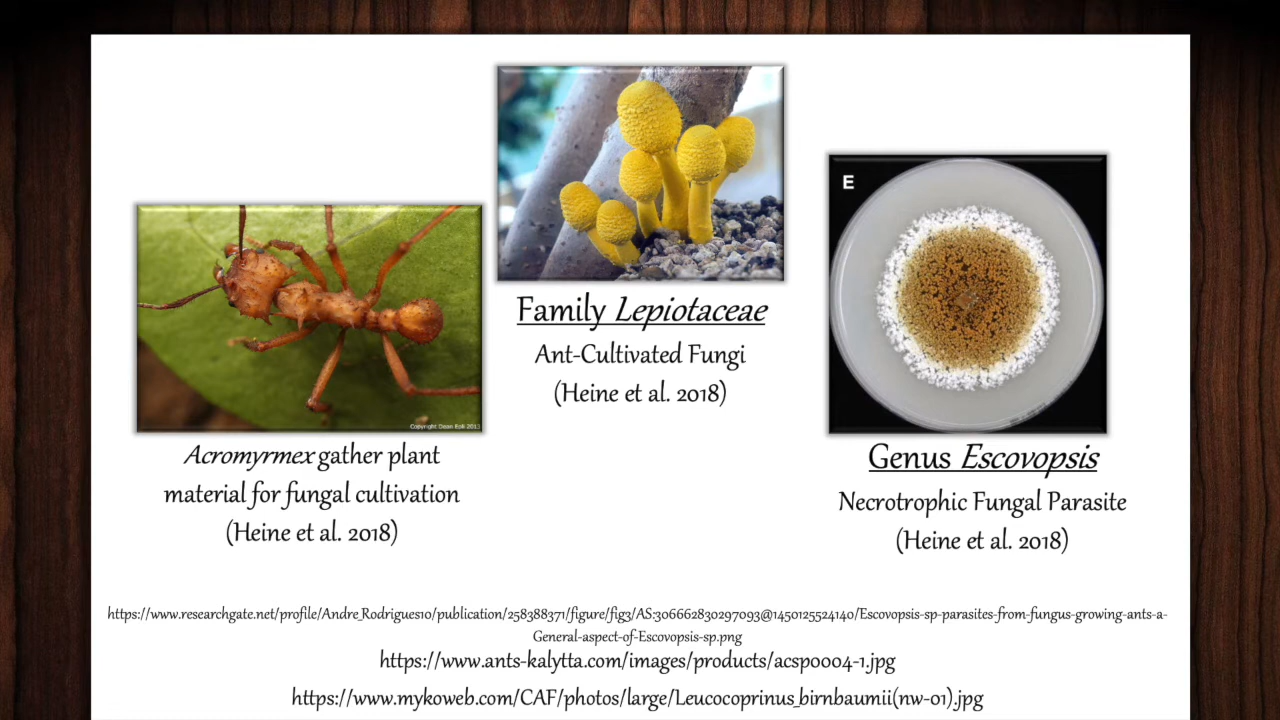 E
Copyright Dean Eoli 2013
Family Lepiotaceae
Ant-Cultivated Fungi
(Heine et al. 2018)
Acromyrmex gather plant
material for fungal cultivation
(Heine et al. 2018)
Genus Escovopsis
Necrotrophic Fungal Parasite
(Heine et al. 2018)
https://www.researchgate.net/profile/Andre_Rodrigues10/publication/258388371/figure/fig3/AS:306662830297093@1450125524140/Escovopsis-sp-parasites-from-fungus-growing-ants-a-
General-aspect-of-Escovopsis-sp.png
https://www.ants-kalytta.com/images/products/acsp0004-1.jpg
https://www.mykoweb.com/CAF/photos/large/Leucocoprinus_birnbaumii(nw-01).jpg